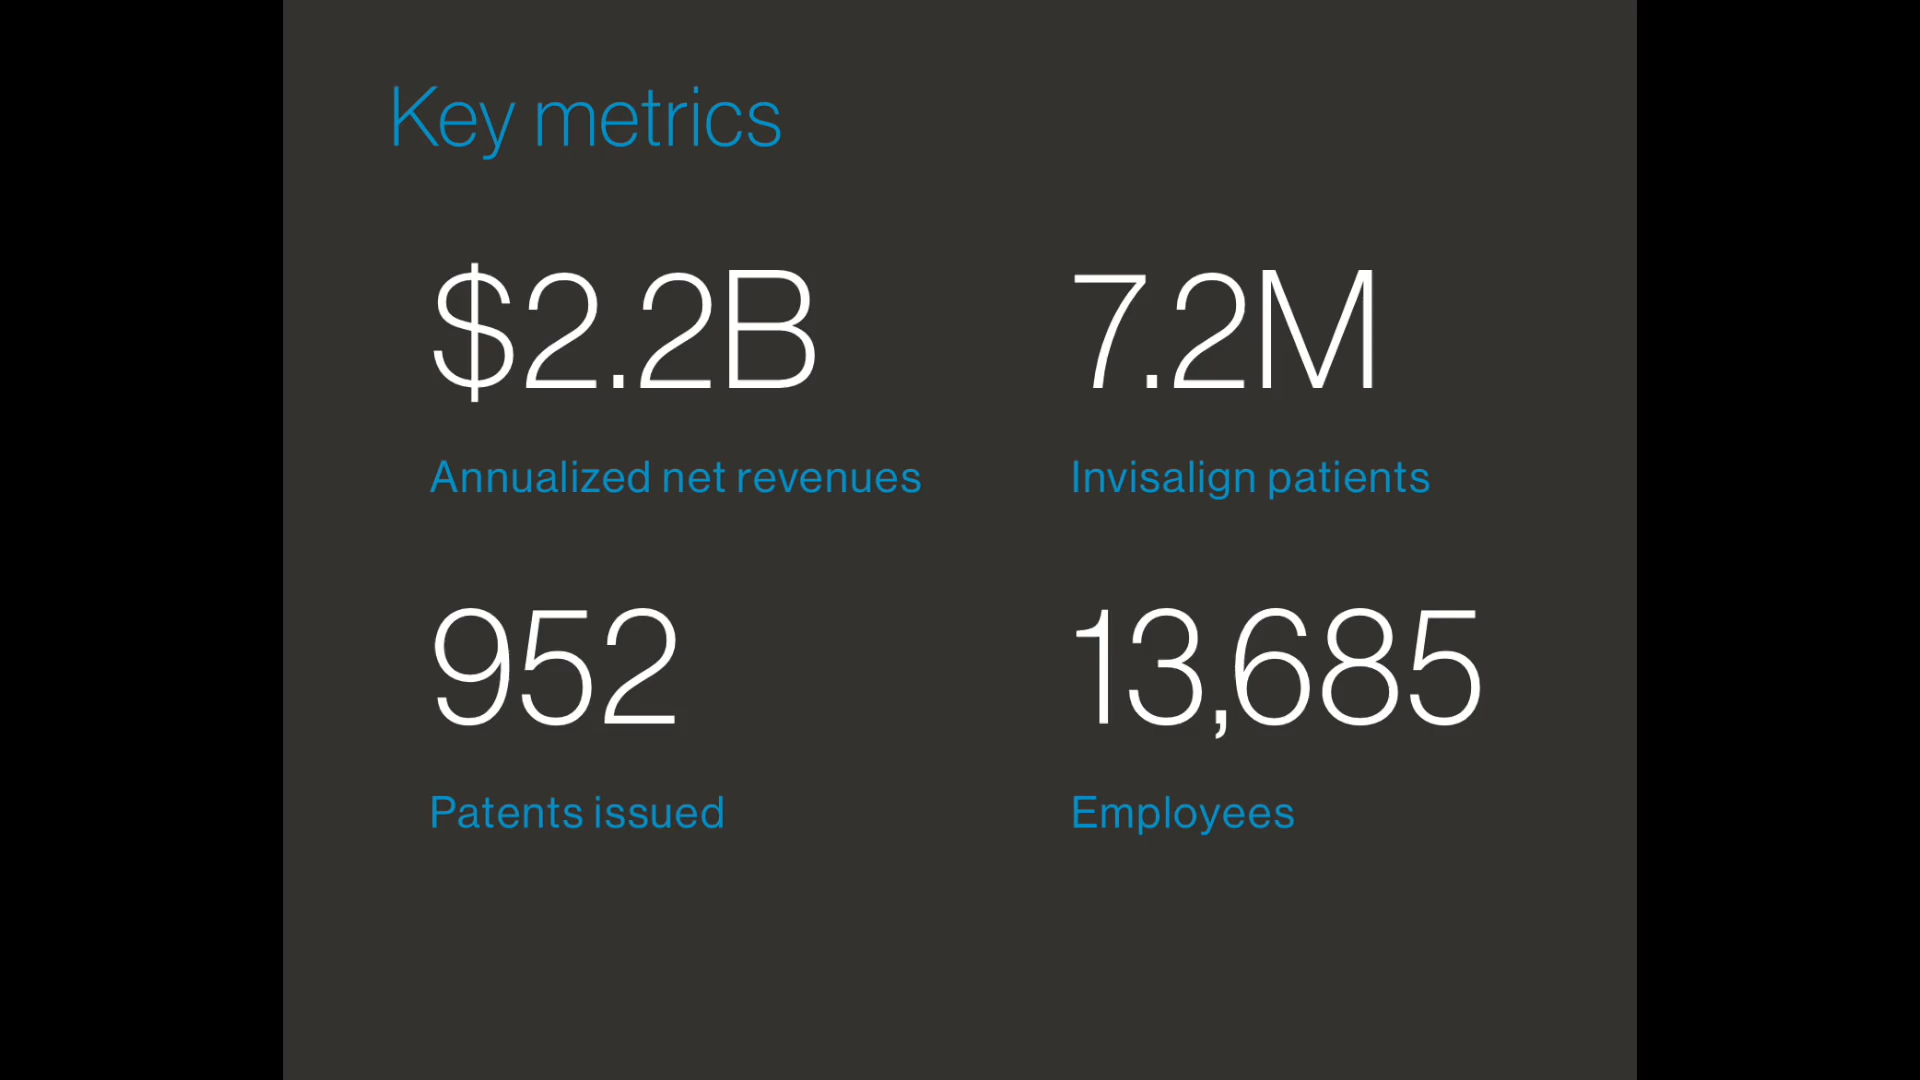 Key metrics
$2.2B
7.2M
Annualized net revenues
Invisalign patients
952
13,685
Patents issued
Employees